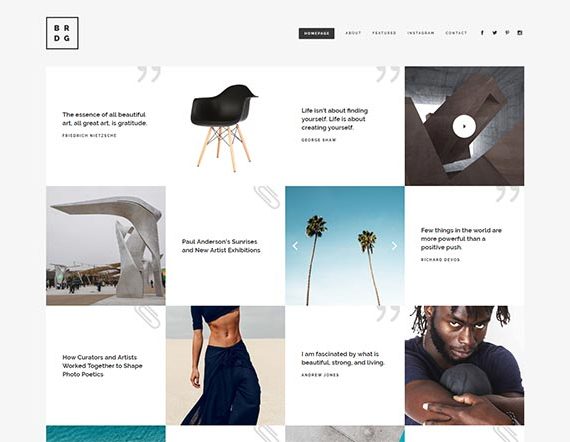 B R
D G
HOMEPAGE ABOUT FEATURED INSTAGRAM CONTACT
The essence of all beautiful
art, all great art, is gratitude.
FRIEDRICH NIETZSCHE
Life isn't about finding
yourself. Life is about
creating yourself.
GEORGE SHAW
Paul Anderson's Sunrises
and New Artist Exhibitions
Few things in the world are
more powerful than a
positive push.
RICHARD DEVOS
How Curators and Artists
Worked Together to Shape
Photo Poetics
I am fascinated by what is
beautiful, strong, and living.
ANDREW JONES